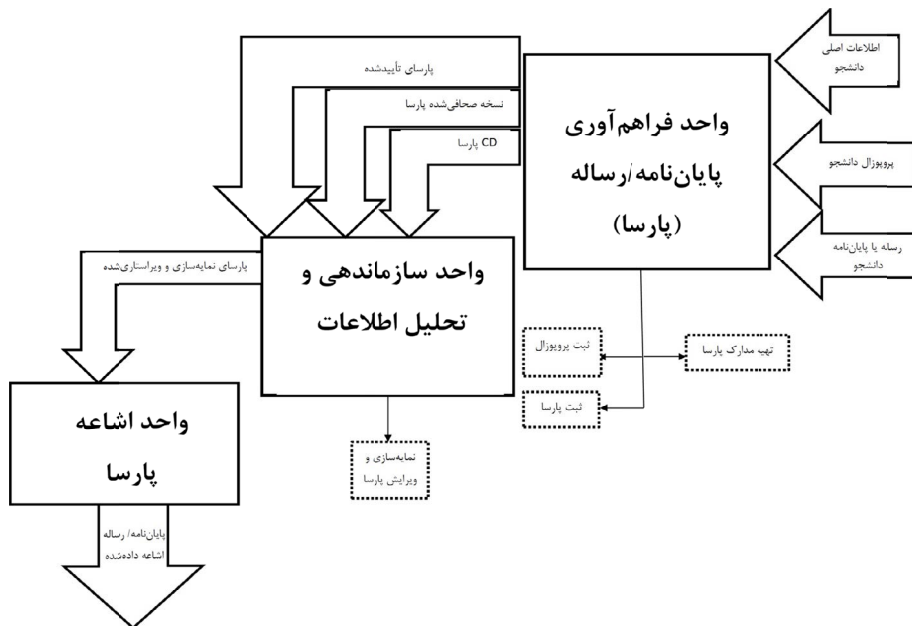 اطلاعات اصلی
دانشجو
پروپوزال دانشجو
رسله یا پایان‌نامه
دانشجو
واحد فراهم‌آوری
پایان‌نامه/رساله
(پارسا)
پارسای تأییدشده
نسخه صحافی‌شده پارسا
CD پارسا
تهیه مدارک پارسا
ثبت پروپوزال
ثبت پارسا
واحد سازماندهی و
تحلیل اطلاعات
پارسای نمایه‌سازی و ویراستاری‌شده
نمایه‌سازی و
ویرایش پارسا
واحد اشاعه
پارسا
پایان‌نامه/ رساله
اشاعه داده‌شده